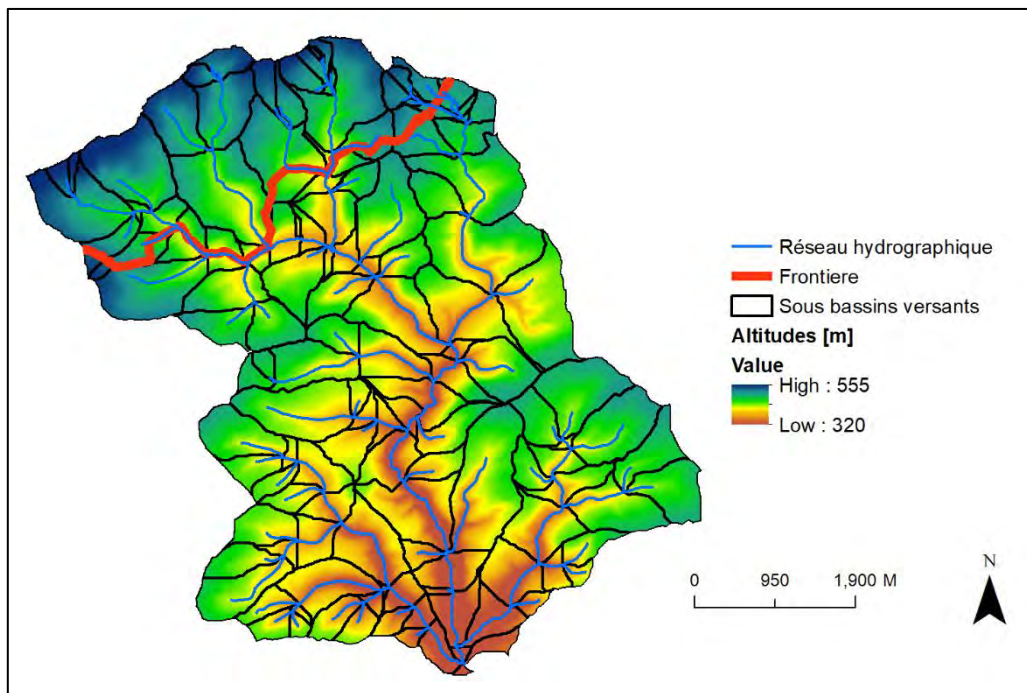 Réseau hydrographique
Frontiere
Sous bassins versants
Altitudes [m]
Value
High : 555
Low : 320
N
0 950 1,900 M